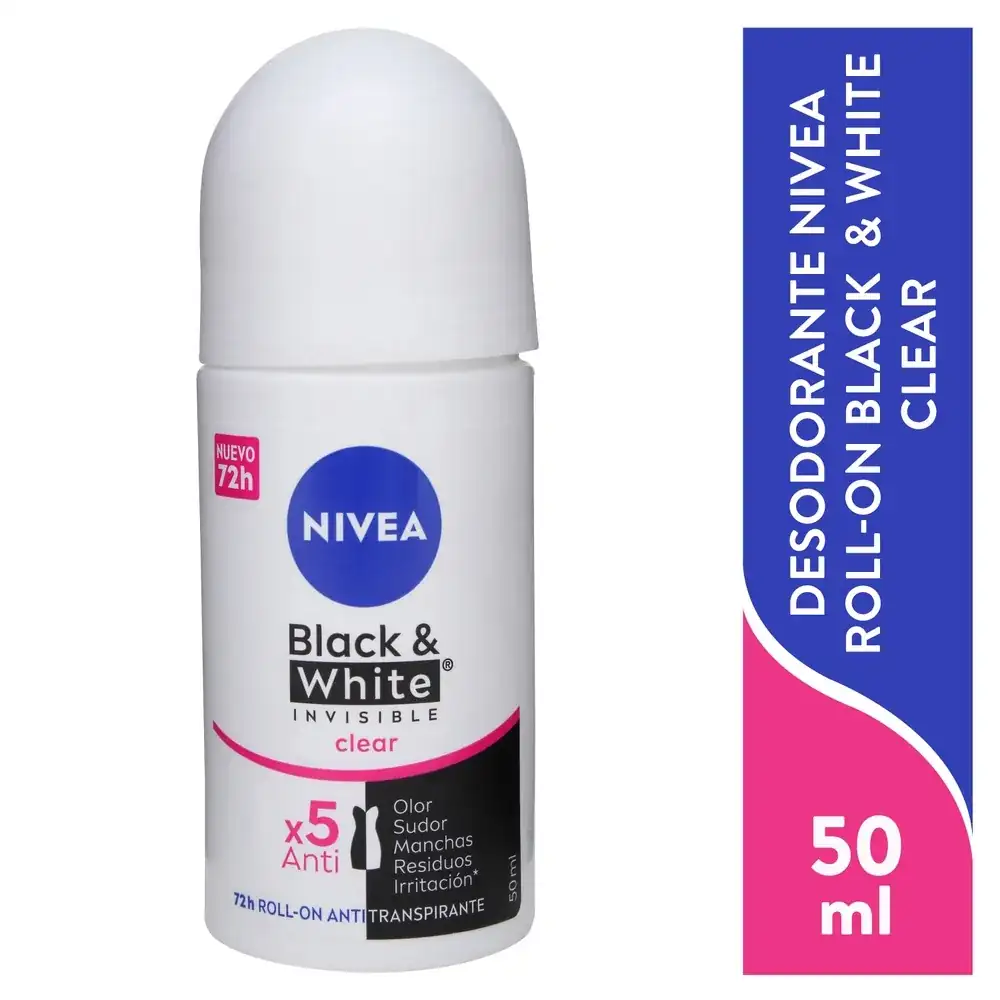 NUEVO
72h
NIVEA
Black &
White®
INVISIBLE
clear
x5
Anti
Olor
Sudor
Manchas
Residuos
Irritación*
50 ml
72h ROLL-ON ANTITRANSPIRANTE
DESODORANTE NIVEA
ROLL-ON BLACK & WHITE
CLEAR
50
ml